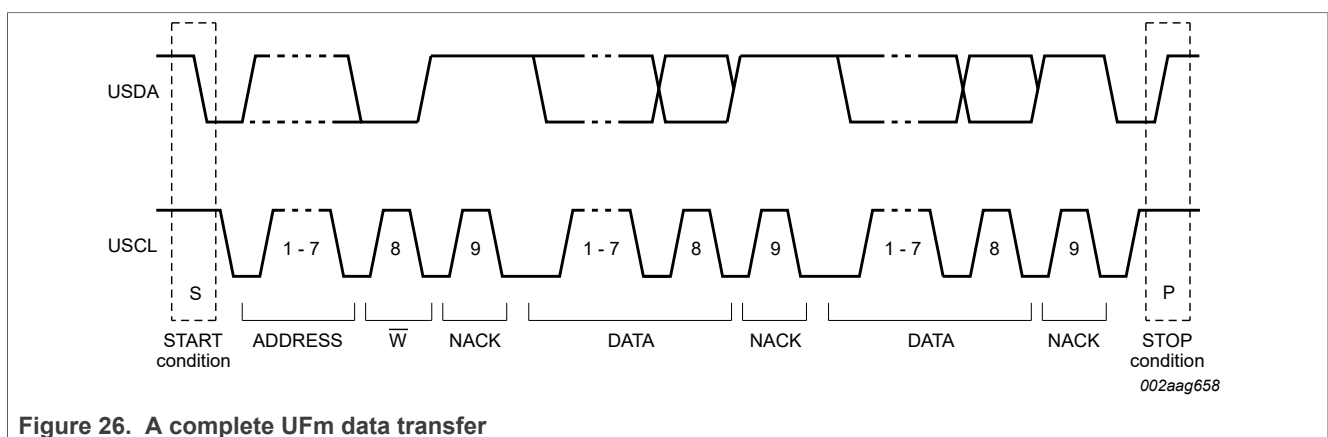 USDA
USCL
1 - 7 8 9 1 - 7 8 9 1 - 7 8 9
S P
START condition ADDRESS W̅ NACK DATA NACK DATA NACK STOP condition
002aag658
Figure 26. A complete UFm data transfer